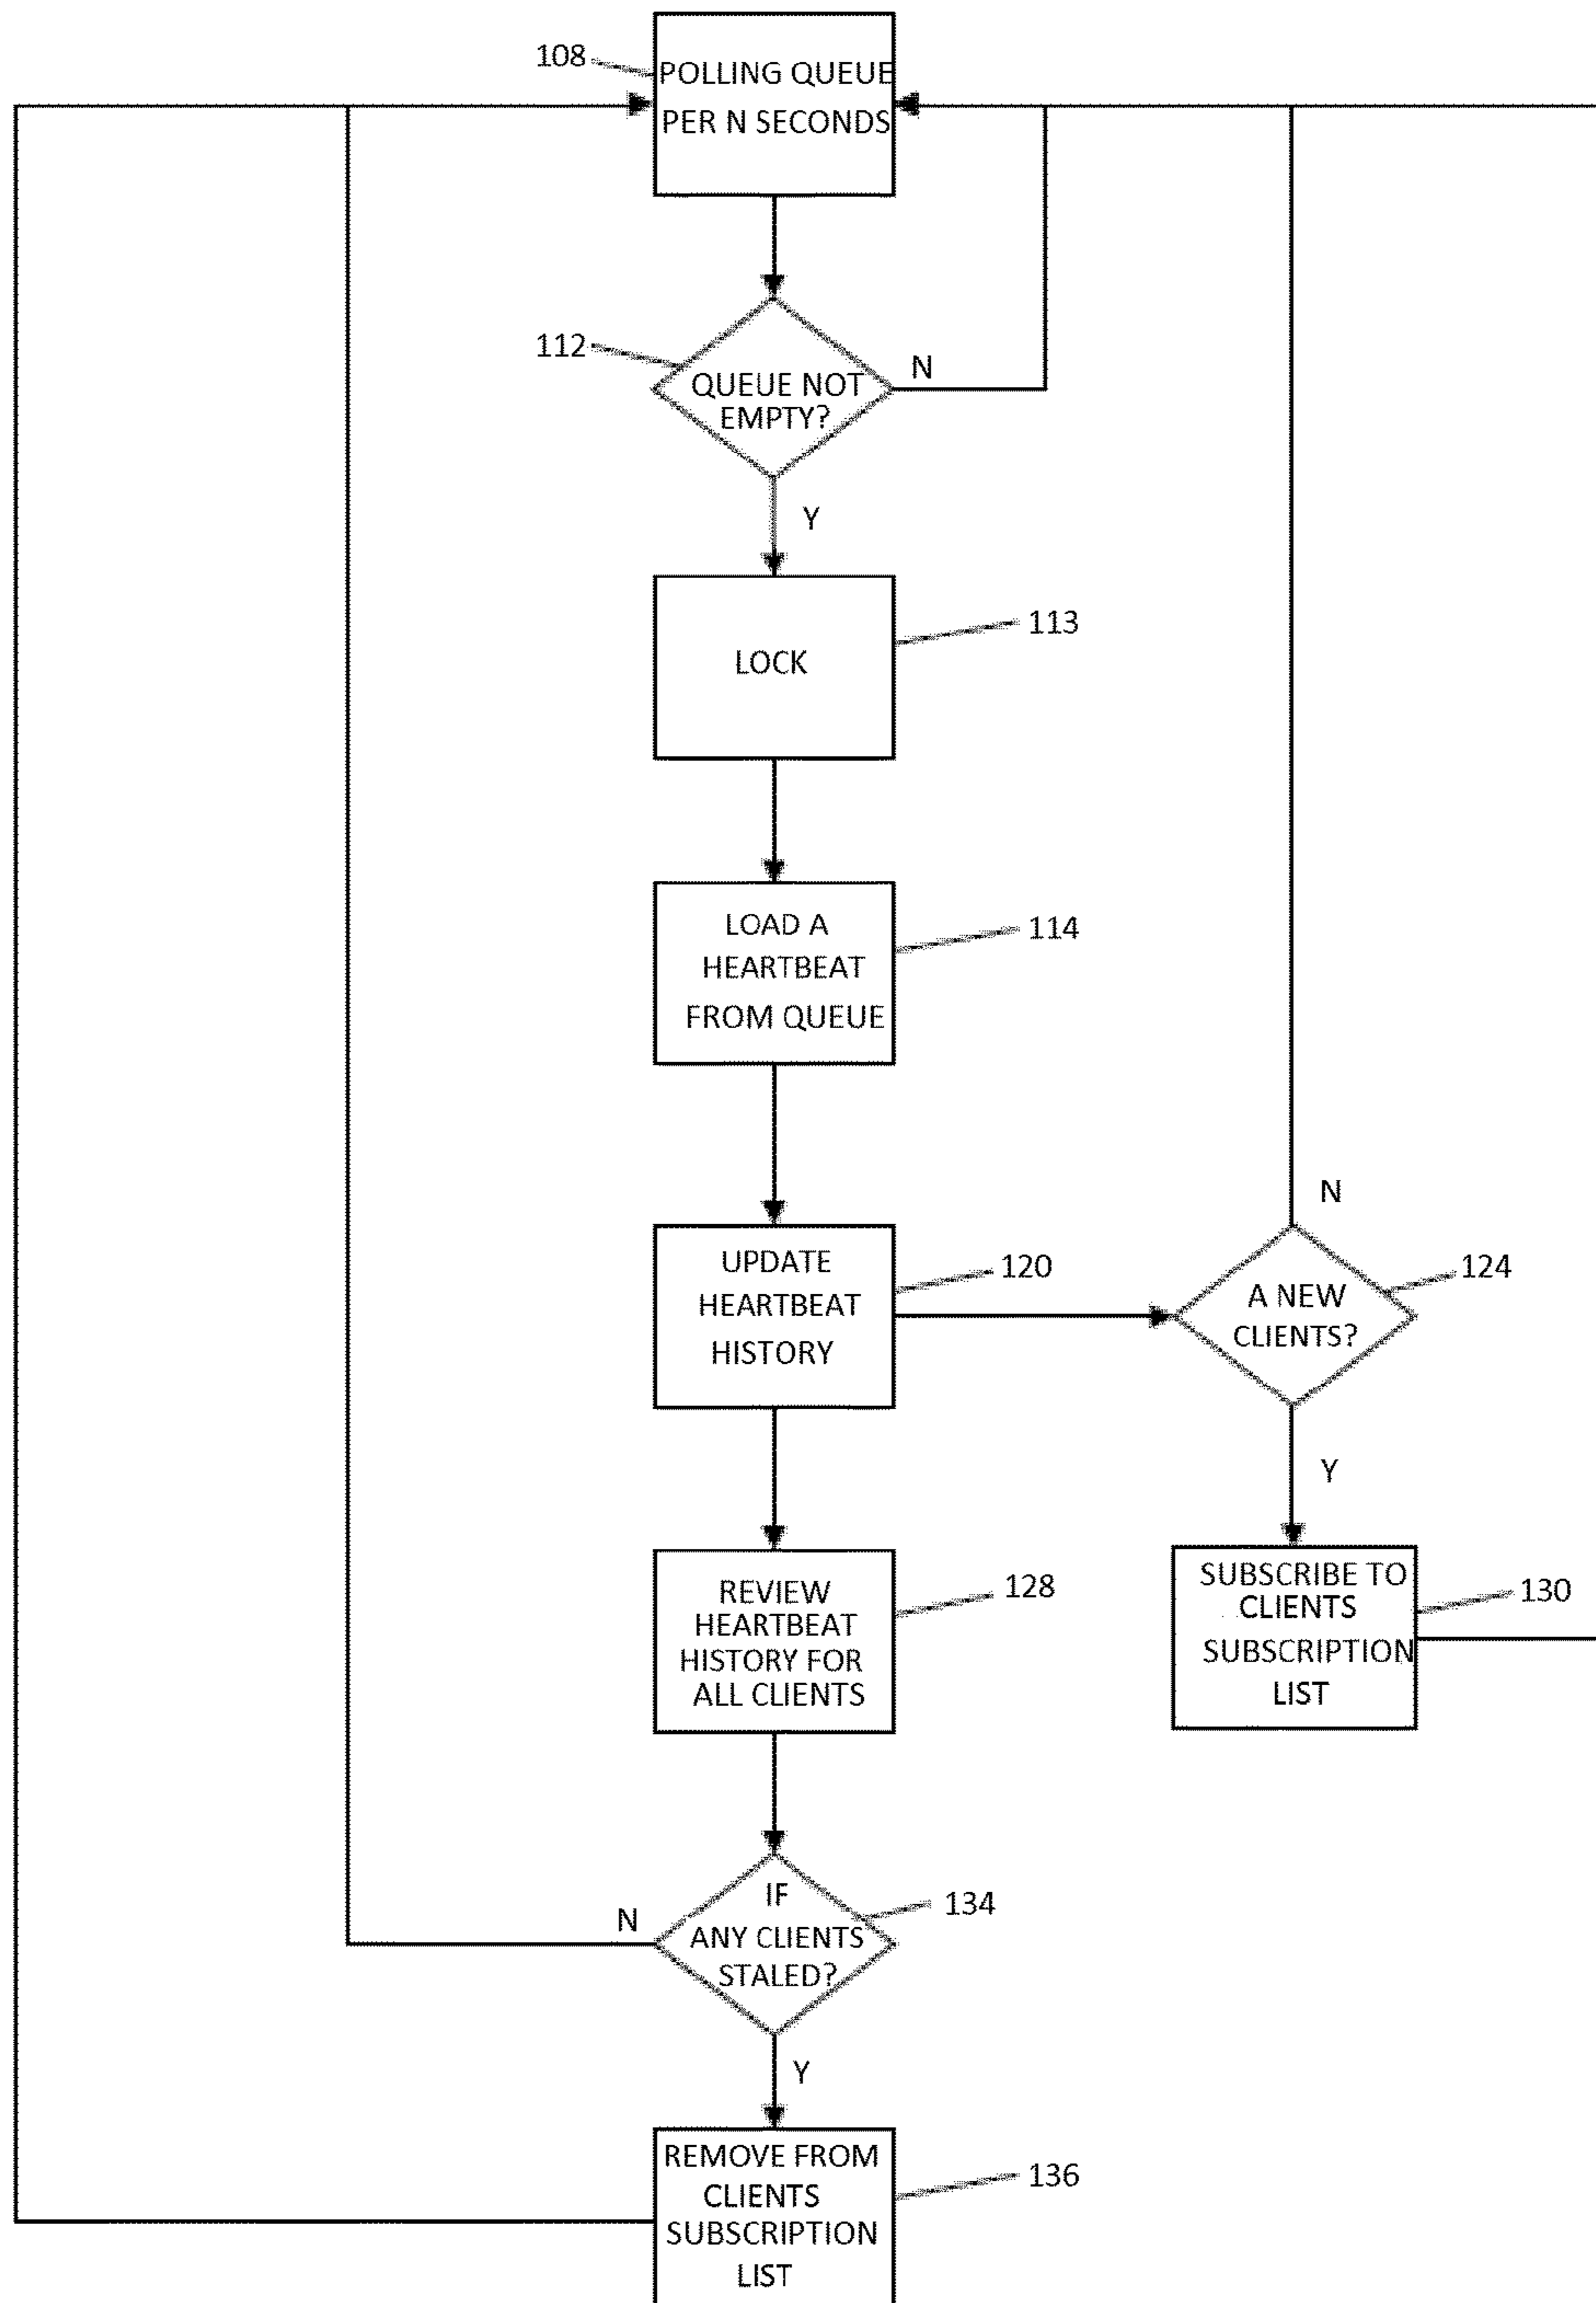 108
POLLING QUEUE
PER N SECONDS
112
QUEUE NOT
EMPTY?
N
Y
LOCK
113
LOAD A
HEARTBEAT
FROM QUEUE
114
UPDATE
HEARTBEAT
HISTORY
120
N
A NEW
CLIENTS?
124
Y
REVIEW
HEARTBEAT
HISTORY FOR
ALL CLIENTS
128
SUBSCRIBE TO
CLIENTS
SUBSCRIPTION
LIST
130
IF
ANY CLIENTS
STALED?
134
N
Y
REMOVE FROM
CLIENTS
SUBSCRIPTION
LIST
136